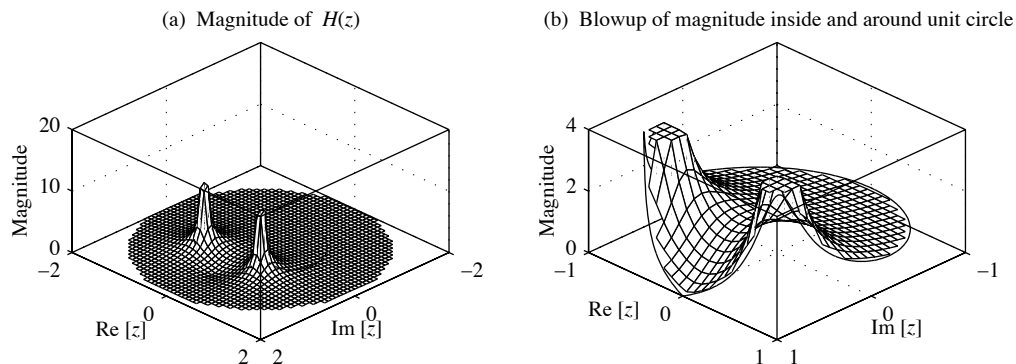 (a) Magnitude of H(z)
20
10
0
Magnitude
−2
0
2
Re [z]
2
0
−2
Im [z]
(b) Blowup of magnitude inside and around unit circle
4
2
0
Magnitude
−1
0
1
Re [z]
1
0
−1
Im [z]